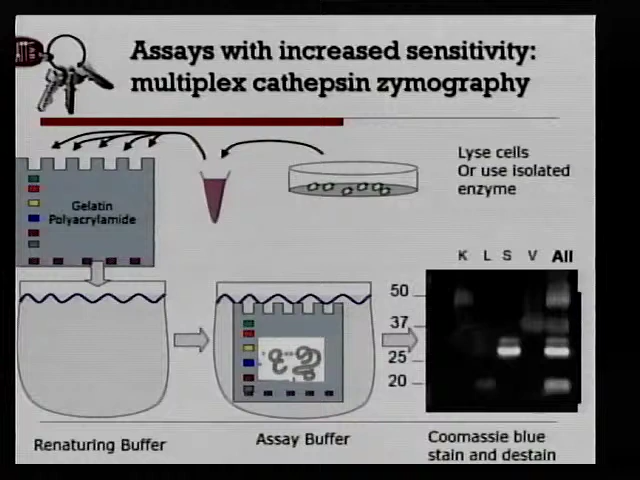 Assays with increased sensitivity:
multiplex cathepsin zymography
Lyse cells
Or use isolated
enzyme
Gelatin
Polyacrylamide
K L S V All
50
37
25
20
Renaturing Buffer
Assay Buffer
Coomassie blue
stain and destain